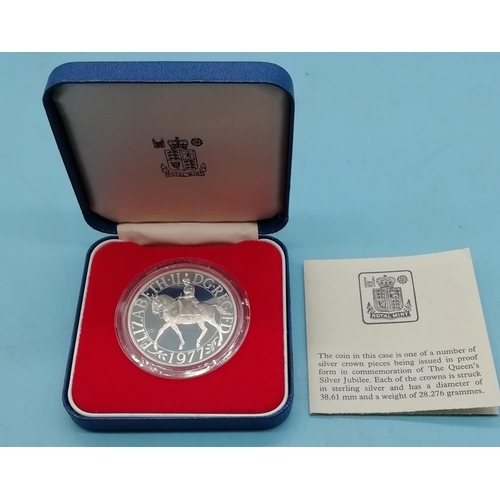 ROYAL MINT
ELIZABETH·II D·G·REG F·D
1977
ROYAL MINT
The coin in this case is one of a number of
silver crown pieces being issued in proof
form in commemoration of The Queen's
Silver Jubilee. Each of the crowns is struck
in sterling silver and has a diameter of
38.61 mm and a weight of 28.276 grammes.